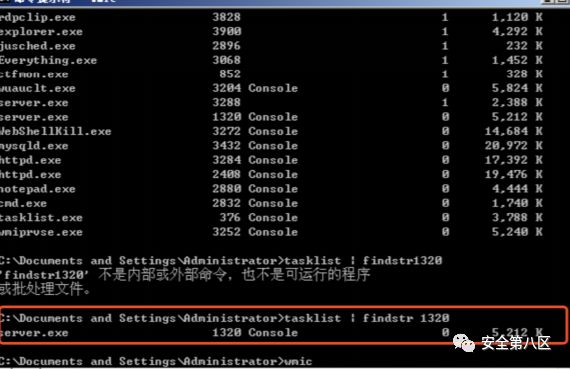 rdpclip.exe 3828 1 1,120 K
explorer.exe 3900 1 4,292 K
jusched.exe 2896 1 232 K
Everything.exe 3068 1 1,452 K
ctfmon.exe 852 1 328 K
wuauclt.exe 3204 Console 0 5,824 K
server.exe 3288 1 2,388 K
server.exe 1320 Console 0 5,212 K
WebShellKill.exe 3272 Console 0 14,684 K
mysqld.exe 3432 Console 0 20,972 K
httpd.exe 3284 Console 0 17,392 K
httpd.exe 2408 Console 0 19,476 K
notepad.exe 2880 Console 0 4,444 K
cmd.exe 2832 Console 0 1,740 K
tasklist.exe 376 Console 0 3,788 K
wmiprvse.exe 3252 Console 0 5,240 K
C:\Documents and Settings\Administrator>tasklist | findstr1320
'findstr1320' 不是内部或外部命令，也不是可运行的程序
或批处理文件。
C:\Documents and Settings\Administrator>tasklist | findstr 1320
server.exe 1320 Console 0 5,212 K
C:\Documents and Settings\Administrator>wmic
安全第八区